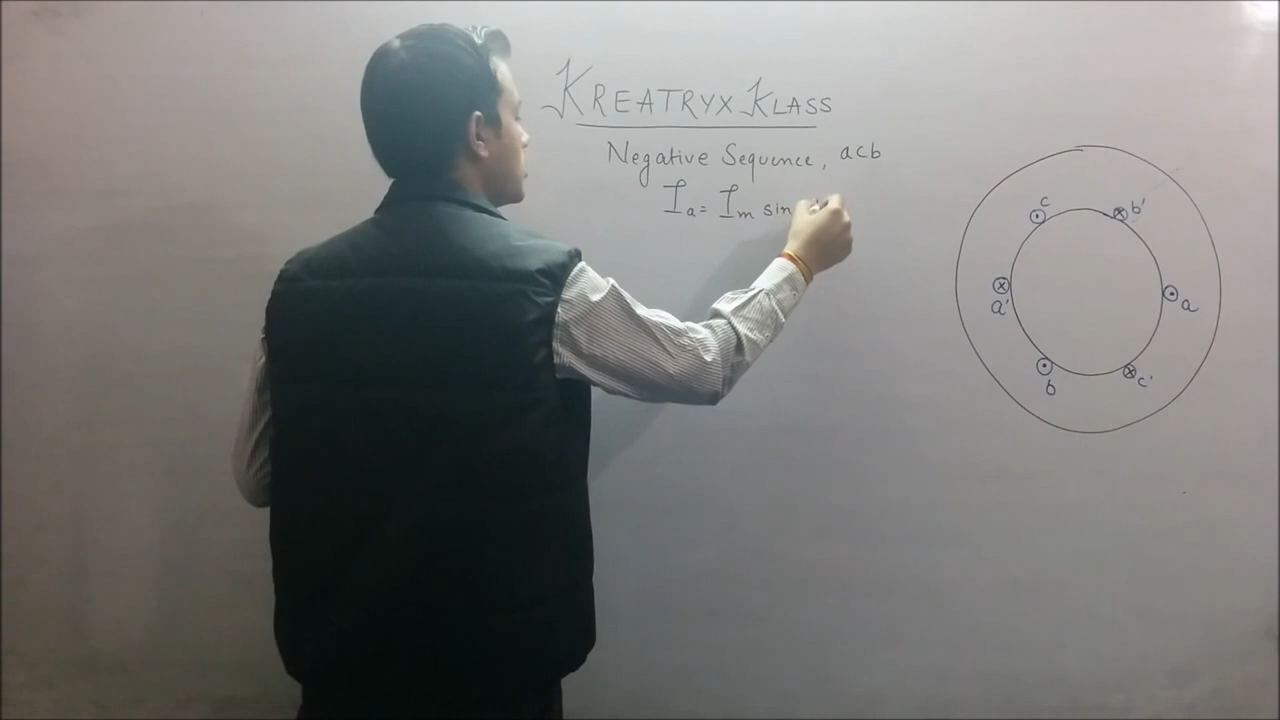 KREATRYX KLASS
Negative Sequence, acb
Ia = Im sin
c
b'
a'
a
b
c'